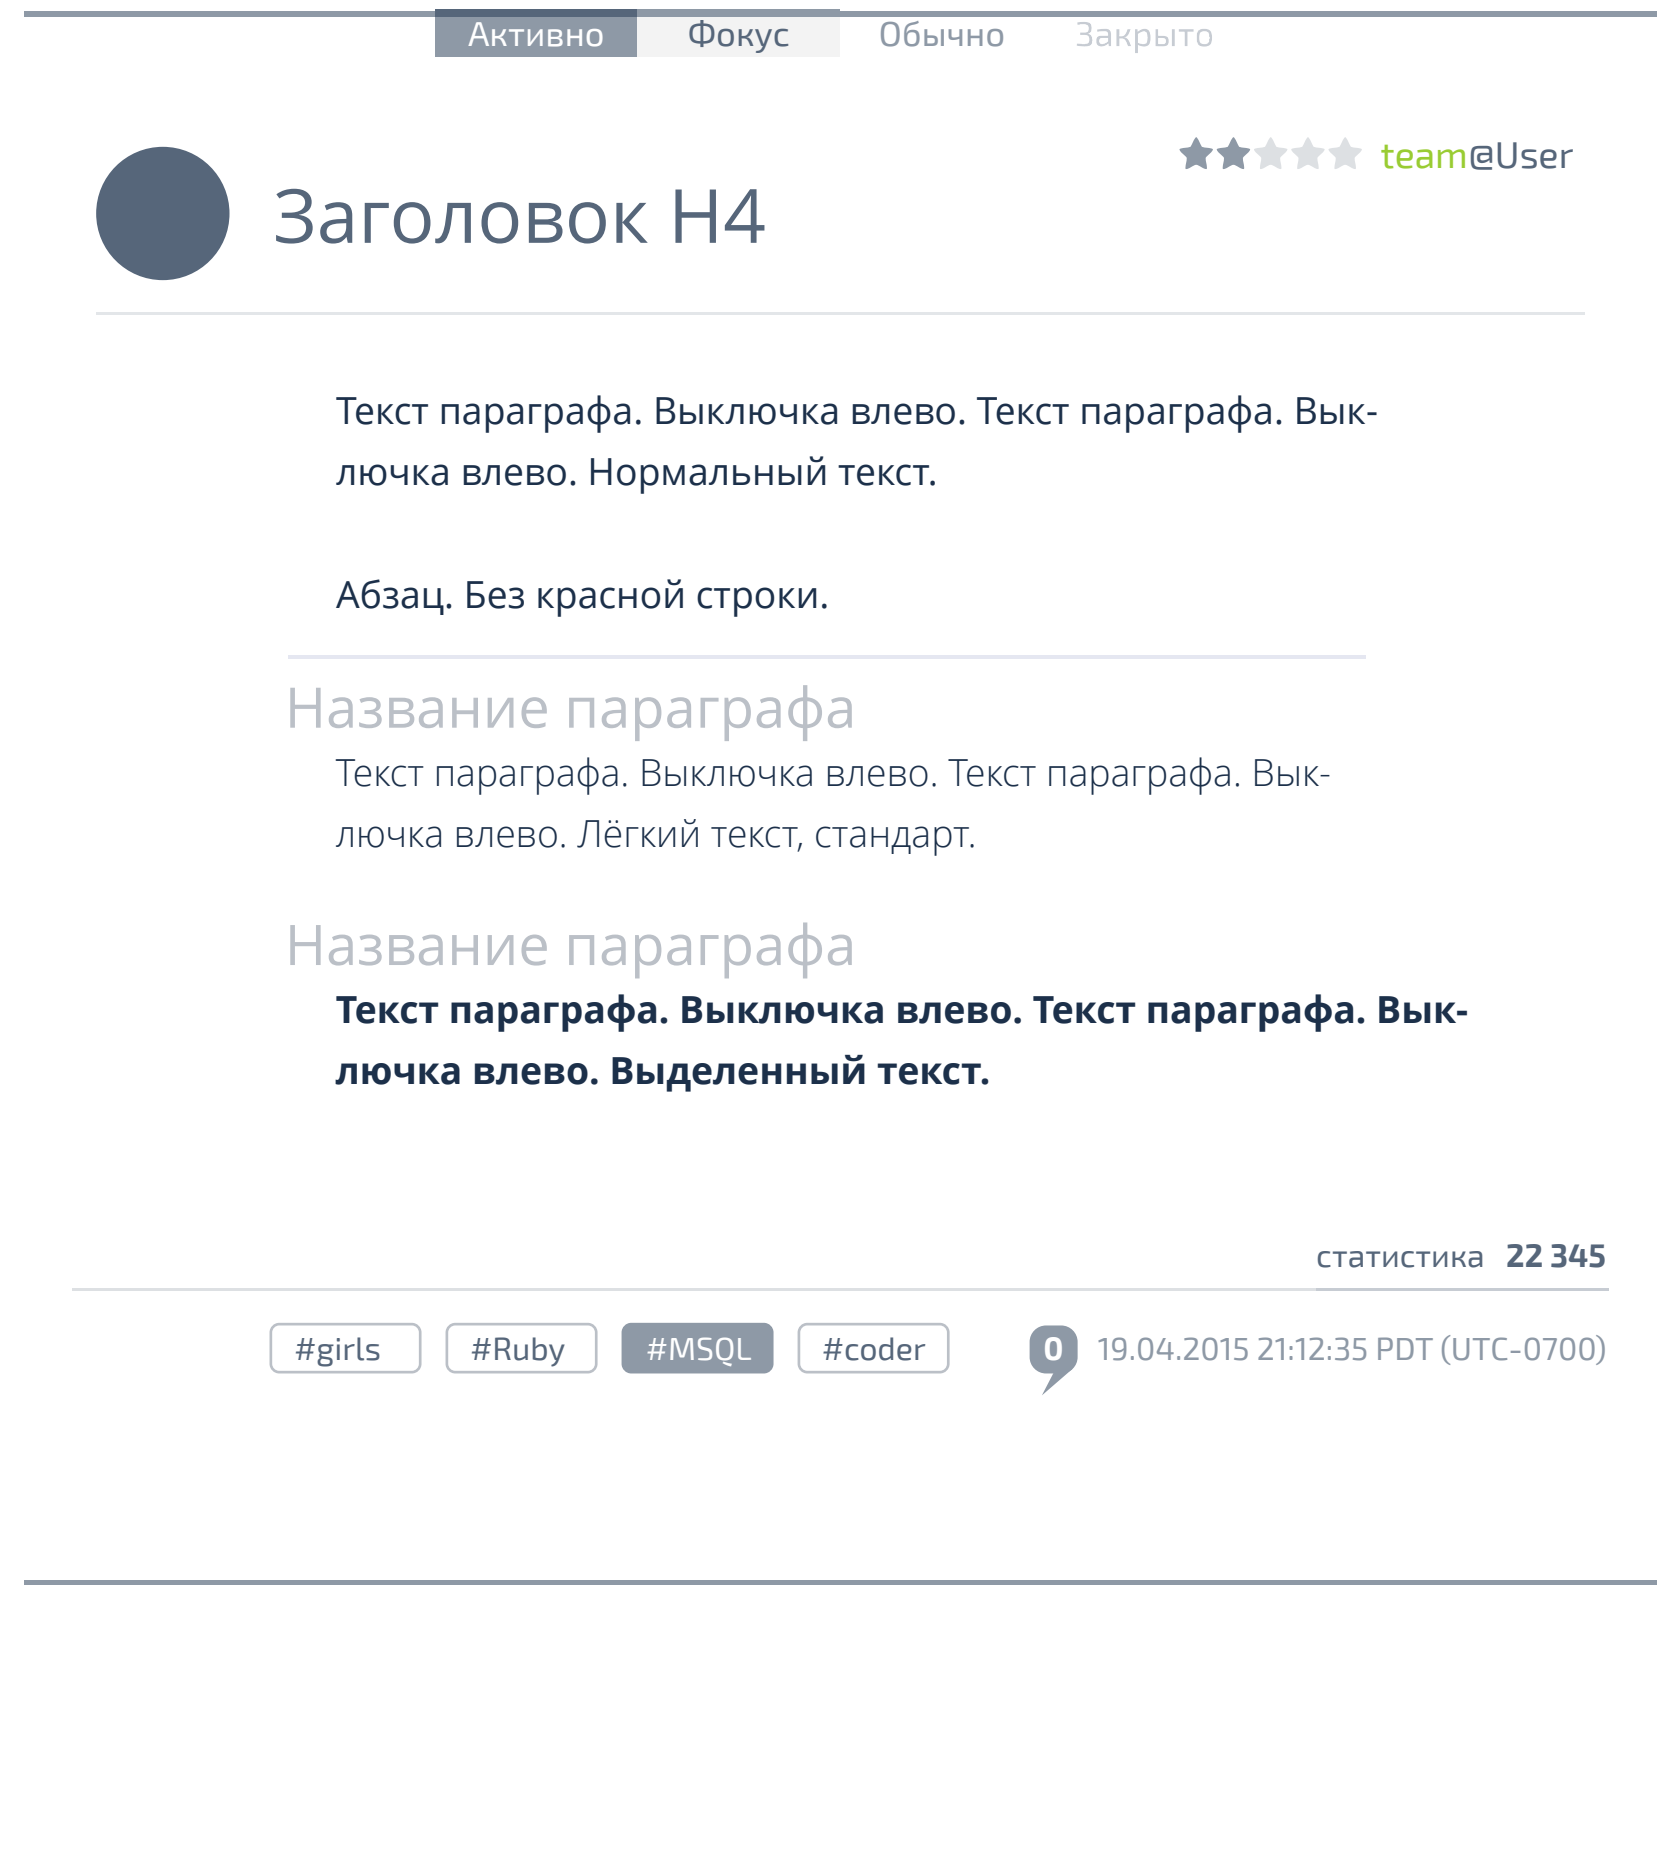 Активно Фокус Обычно Закрыто
team@User
Заголовок H4
Текст параграфа. Выключка влево. Текст параграфа. Вык-
лючка влево. Нормальный текст.
Абзац. Без красной строки.
Название параграфа
Текст параграфа. Выключка влево. Текст параграфа. Вык-
лючка влево. Лёгкий текст, стандарт.
Название параграфа
Текст параграфа. Выключка влево. Текст параграфа. Вык-
лючка влево. Выделенный текст.
статистика 22 345
#girls #Ruby #MSQL #coder 0 19.04.2015 21:12:35 PDT (UTC-0700)